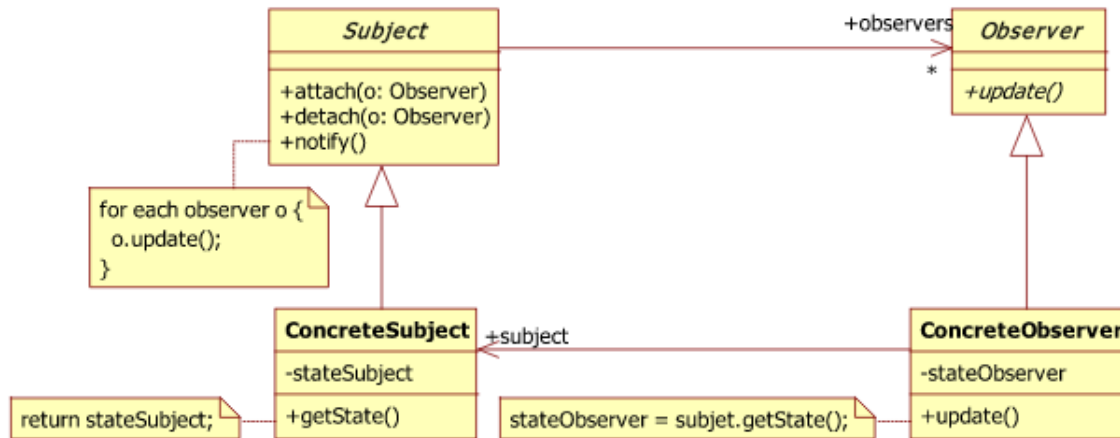 Subject
+attach(o: Observer)
+detach(o: Observer)
+notify()
+observers
*
Observer
+update()
for each observer o {
o.update();
}
ConcreteSubject
-stateSubject
+getState()
return stateSubject;
+subject
ConcreteObserver
-stateObserver
+update()
stateObserver = subjet.getState();